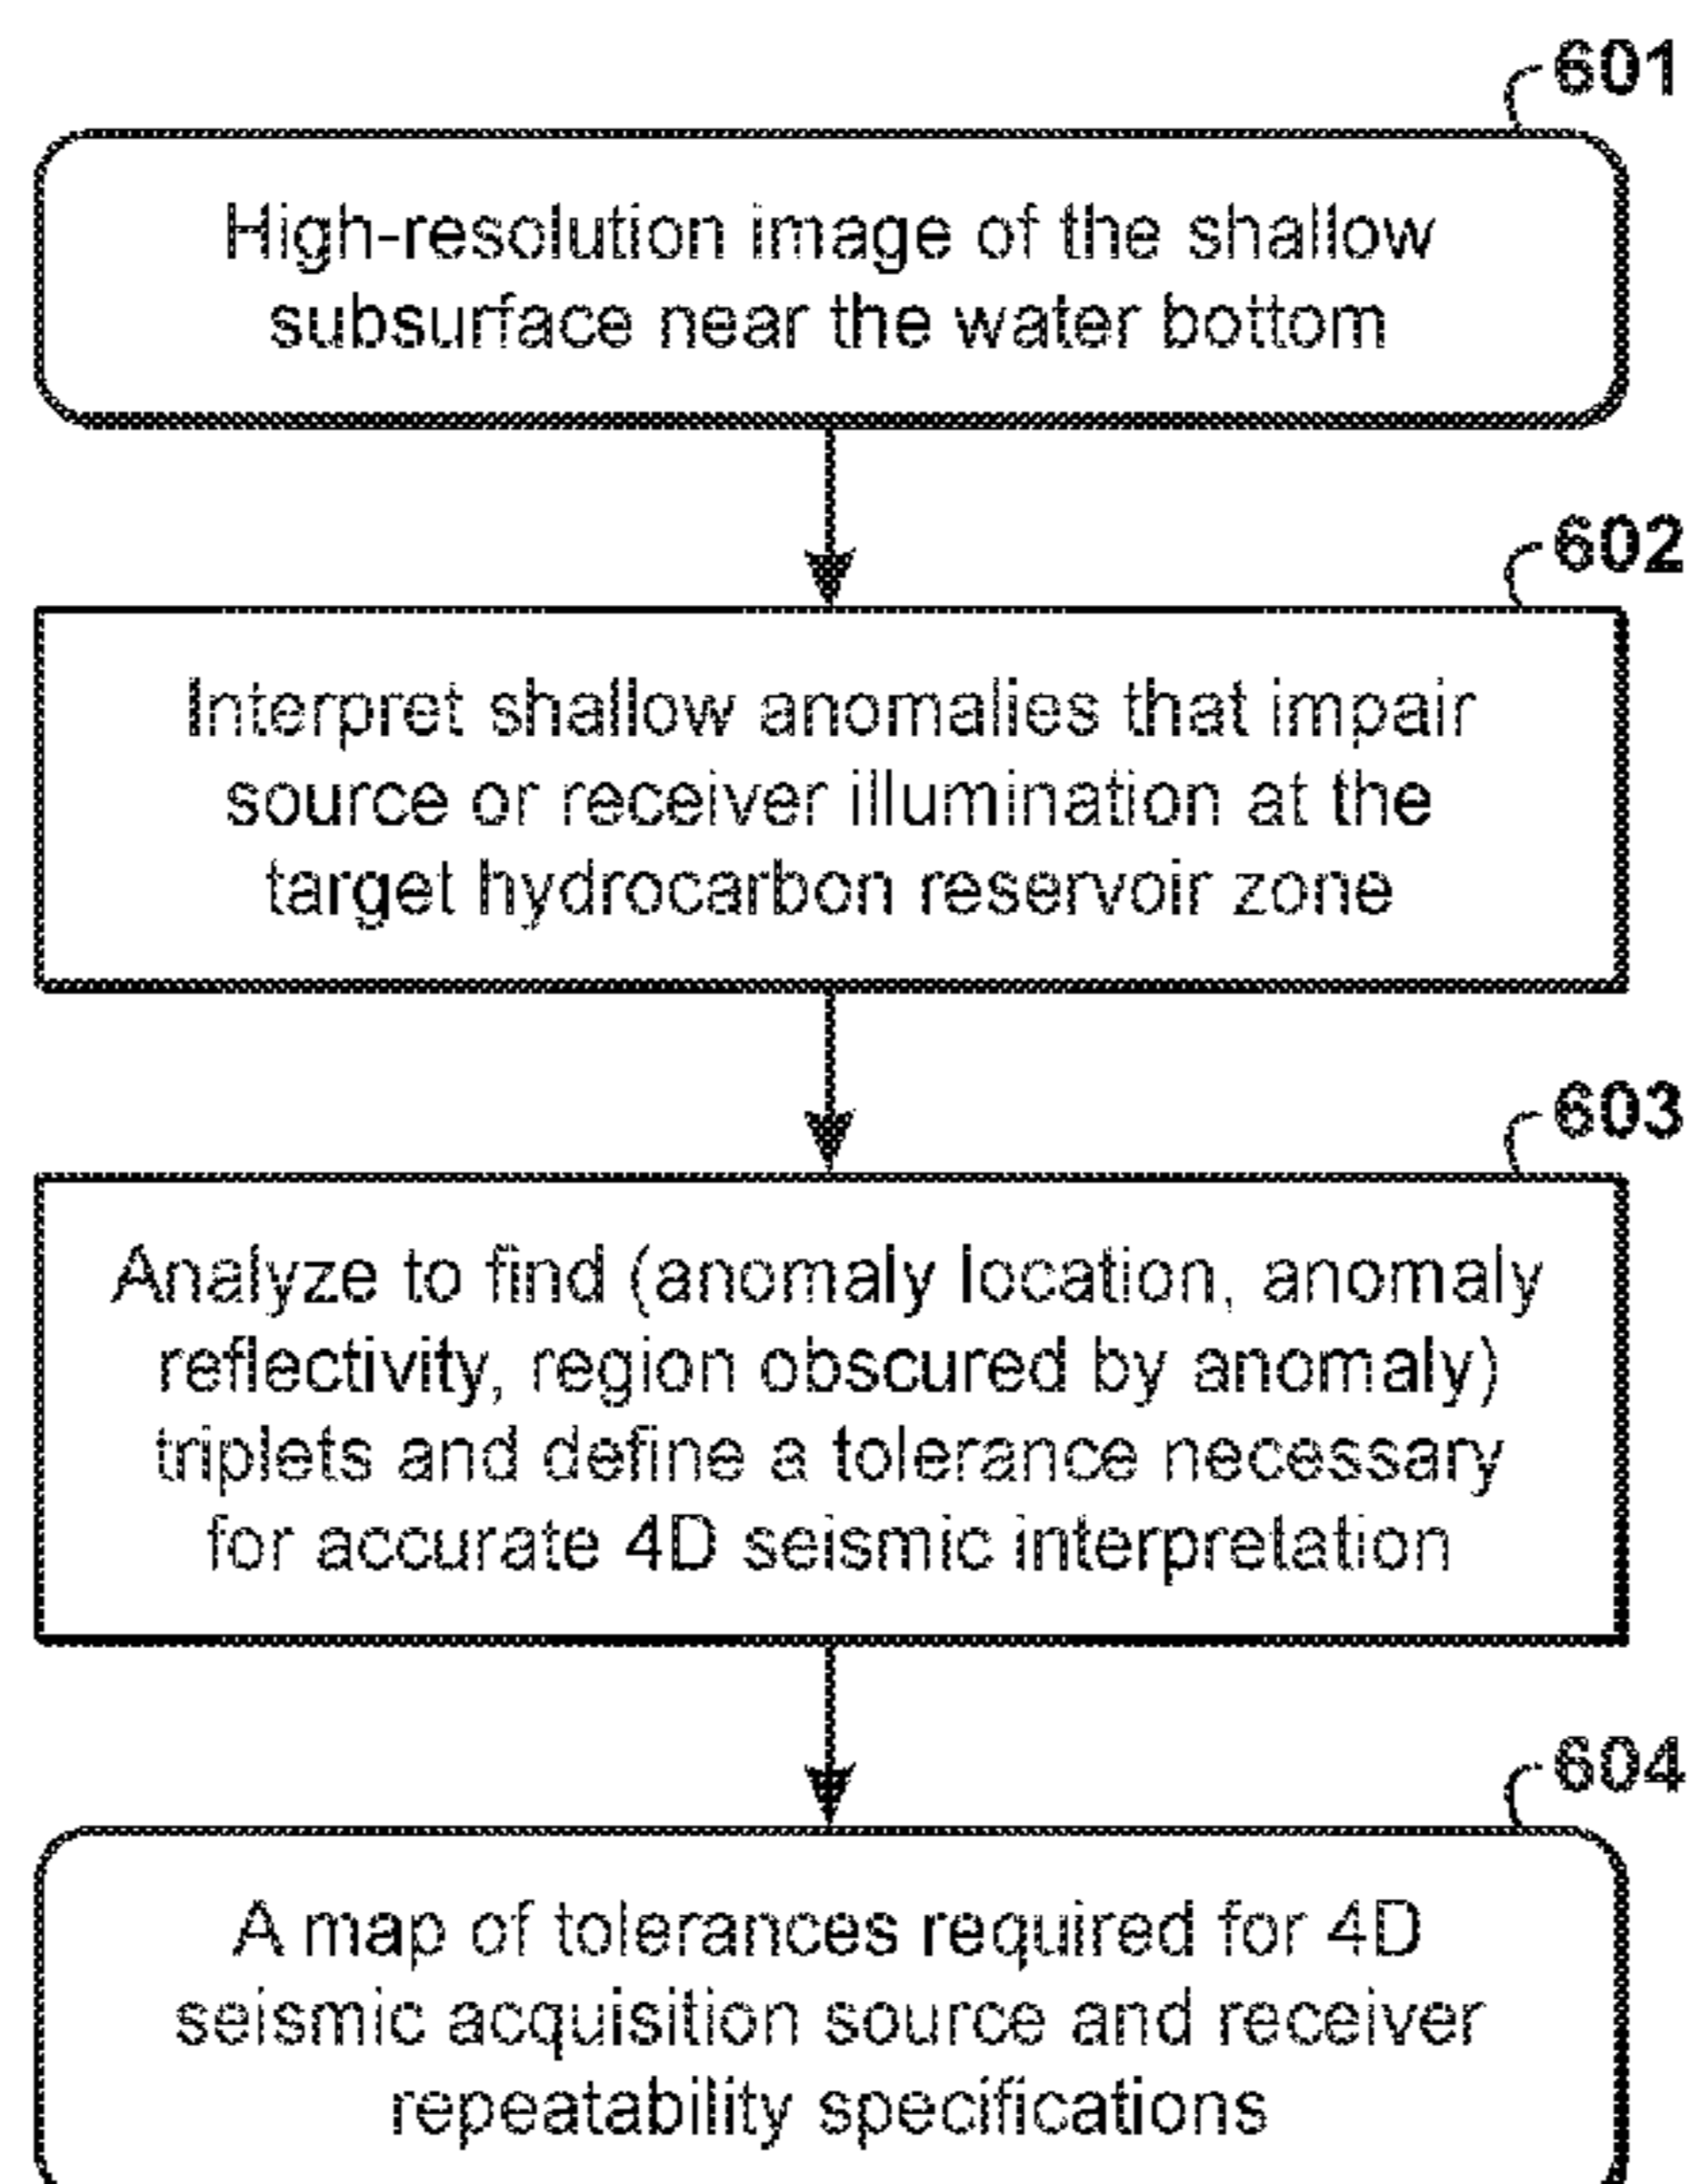 601
High-resolution image of the shallow
subsurface near the water bottom
602
Interpret shallow anomalies that impair
source or receiver illumination at the
target hydrocarbon reservoir zone
603
Analyze to find (anomaly location, anomaly
reflectivity, region obscured by anomaly)
triplets and define a tolerance necessary
for accurate 4D seismic interpretation
604
A map of tolerances required for 4D
seismic acquisition source and receiver
repeatability specifications